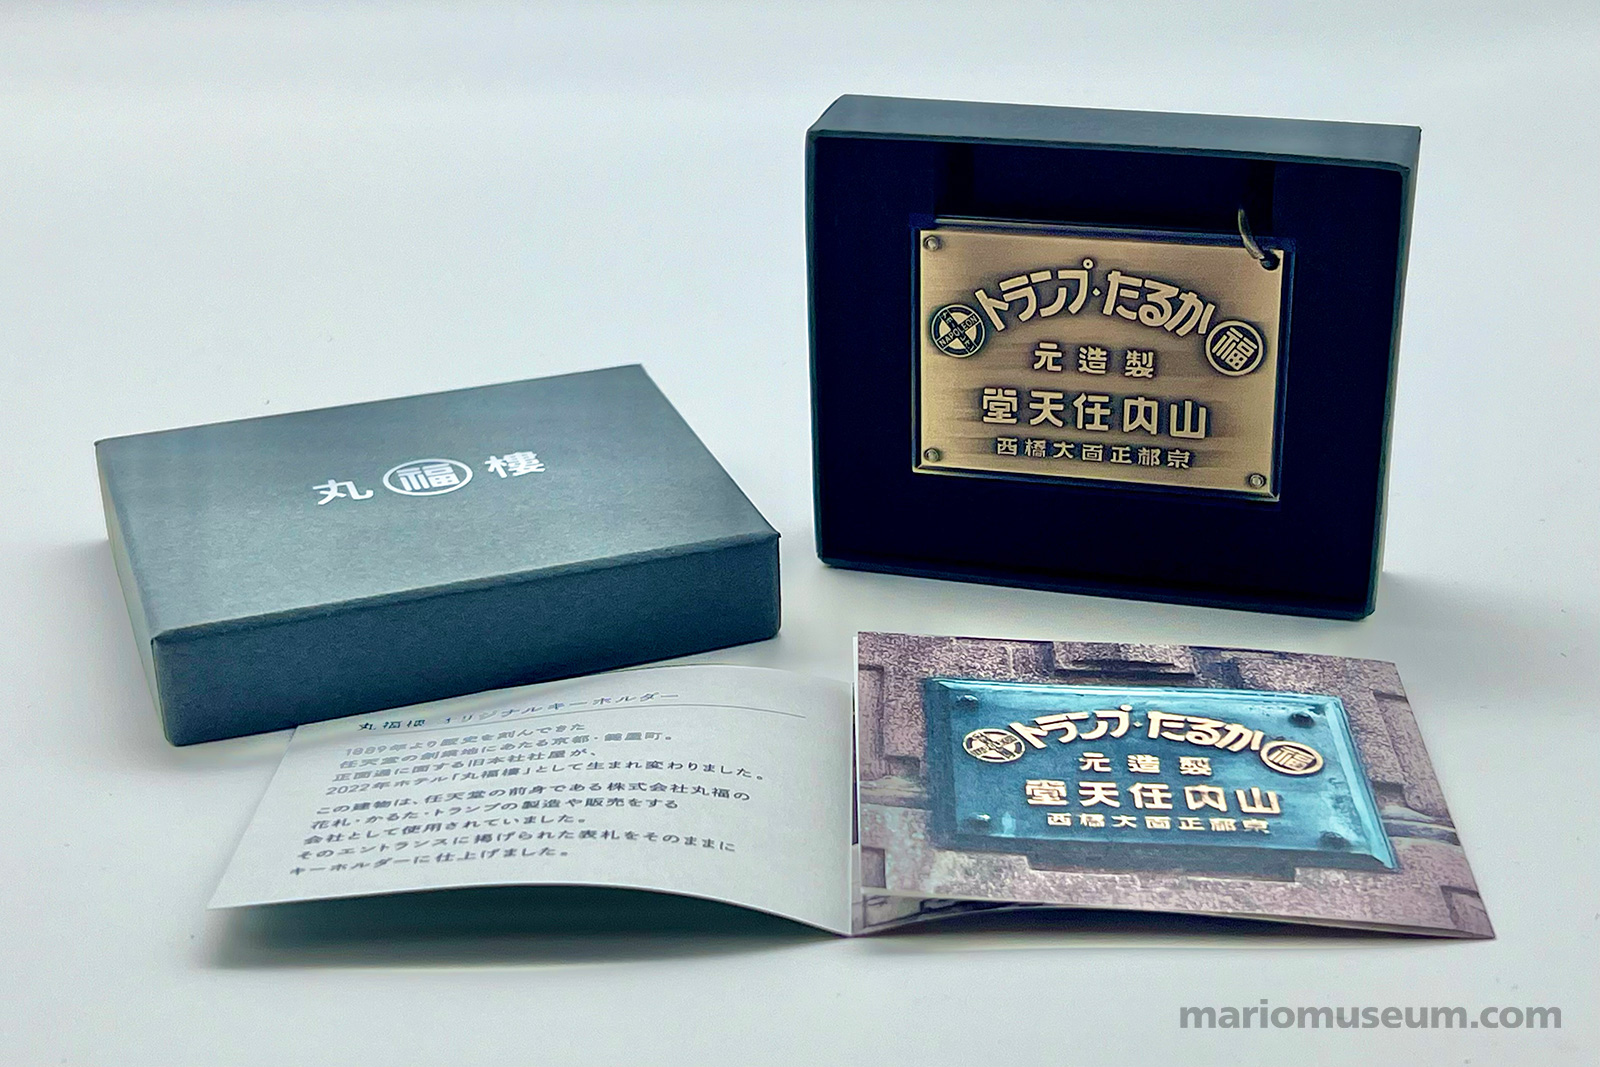 丸 福 樓
かるた・トランプ
福
NAPOLEON
製造元
山内任天堂
京都正面大橋西
丸福樓 オリジナルキーホルダー
1889年より歴史を刻んできた
任天堂の創業地にあたる京都・鍵屋町。
正面通に面する旧本社社屋が、
2022年ホテル「丸福樓」として生まれ変わりました。
この建物は、任天堂の前身である株式会社丸福の
花札・かるた・トランプの製造や販売をする
会社として使用されていました。
そのエントランスに掲げられた表札をそのままに
キーホルダーに仕上げました。
かるた・トランプ
福
製造元
山内任天堂
京都正面大橋西
mariomuseum.com